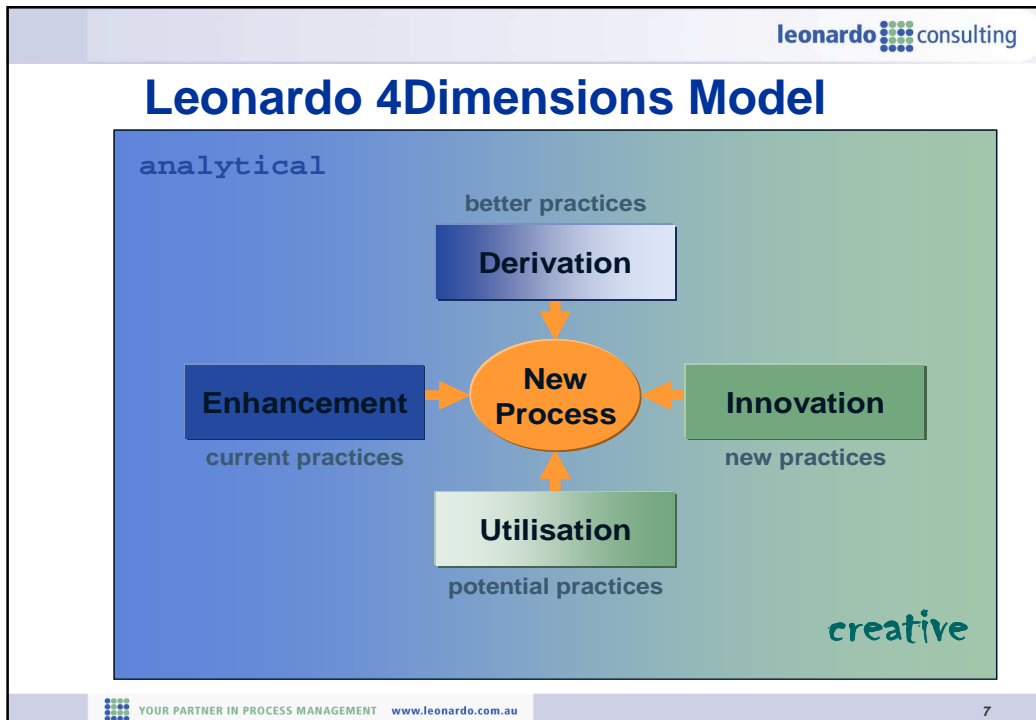 leonardo consulting
Leonardo 4Dimensions Model
analytical
better practices
Derivation
Enhancement
current practices
New
Process
Innovation
new practices
Utilisation
potential practices
creative
YOUR PARTNER IN PROCESS MANAGEMENT www.leonardo.com.au
7